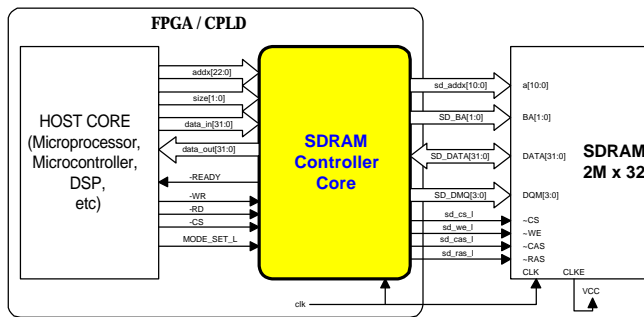 FPGA / CPLD
HOST CORE
(Microprocessor,
Microcontroller,
DSP,
etc)
addx[22:0]
size[1:0]
data_in[31:0]
data_out[31:0]
-READY
-WR
-RD
-CS
MODE_SET_L
SDRAM
Controller
Core
sd_addx[10:0]
SD_BA[1:0]
SD_DATA[31:0]
SD_DMQ[3:0]
sd_cs_l
sd_we_l
sd_cas_l
sd_ras_l
a[10:0]
BA[1:0]
DATA[31:0]
DQM[3:0]
~CS
~WE
~CAS
~RAS
CLK
CLKE
SDRAM
2M x 32
VCC
clk